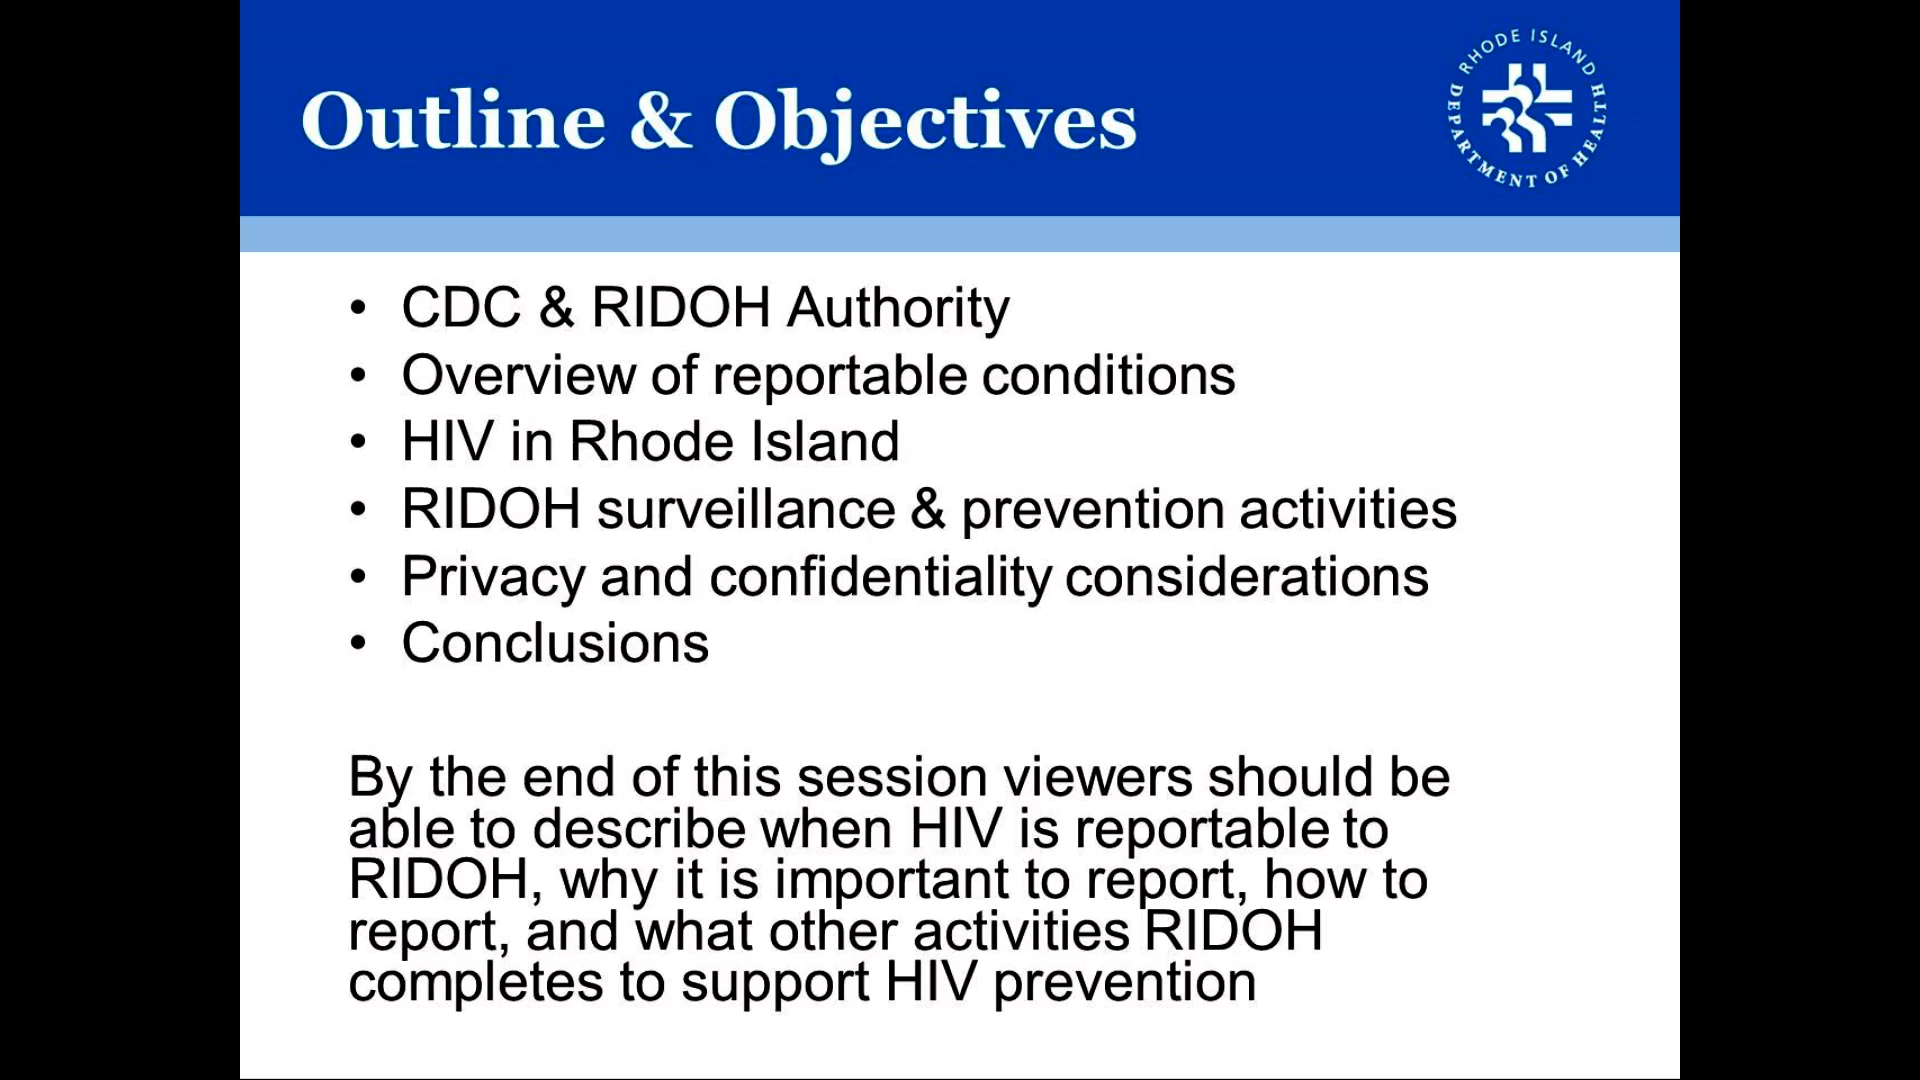 Outline & Objectives
RHODE ISLAND
DEPARTMENT OF HEALTH
• CDC & RIDOH Authority
• Overview of reportable conditions
• HIV in Rhode Island
• RIDOH surveillance & prevention activities
• Privacy and confidentiality considerations
• Conclusions
By the end of this session viewers should be
able to describe when HIV is reportable to
RIDOH, why it is important to report, how to
report, and what other activities RIDOH
completes to support HIV prevention